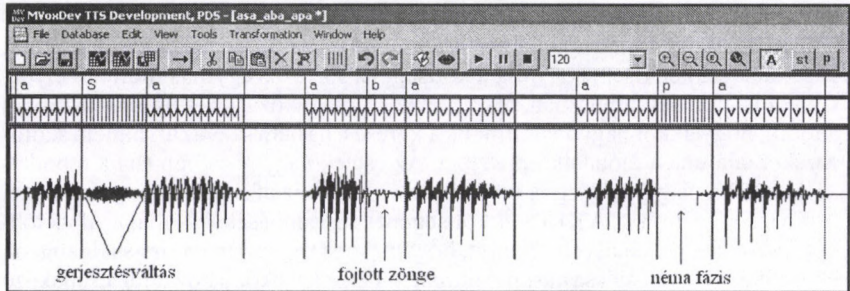 MVoxDev TTS Development, PDS - [asa_aba_apa *]
File Database Edit View Tools Transformation Window Help
120 A st p
a S a a b a a p a
gerjesztésváltás fojtott zönge néma fázis